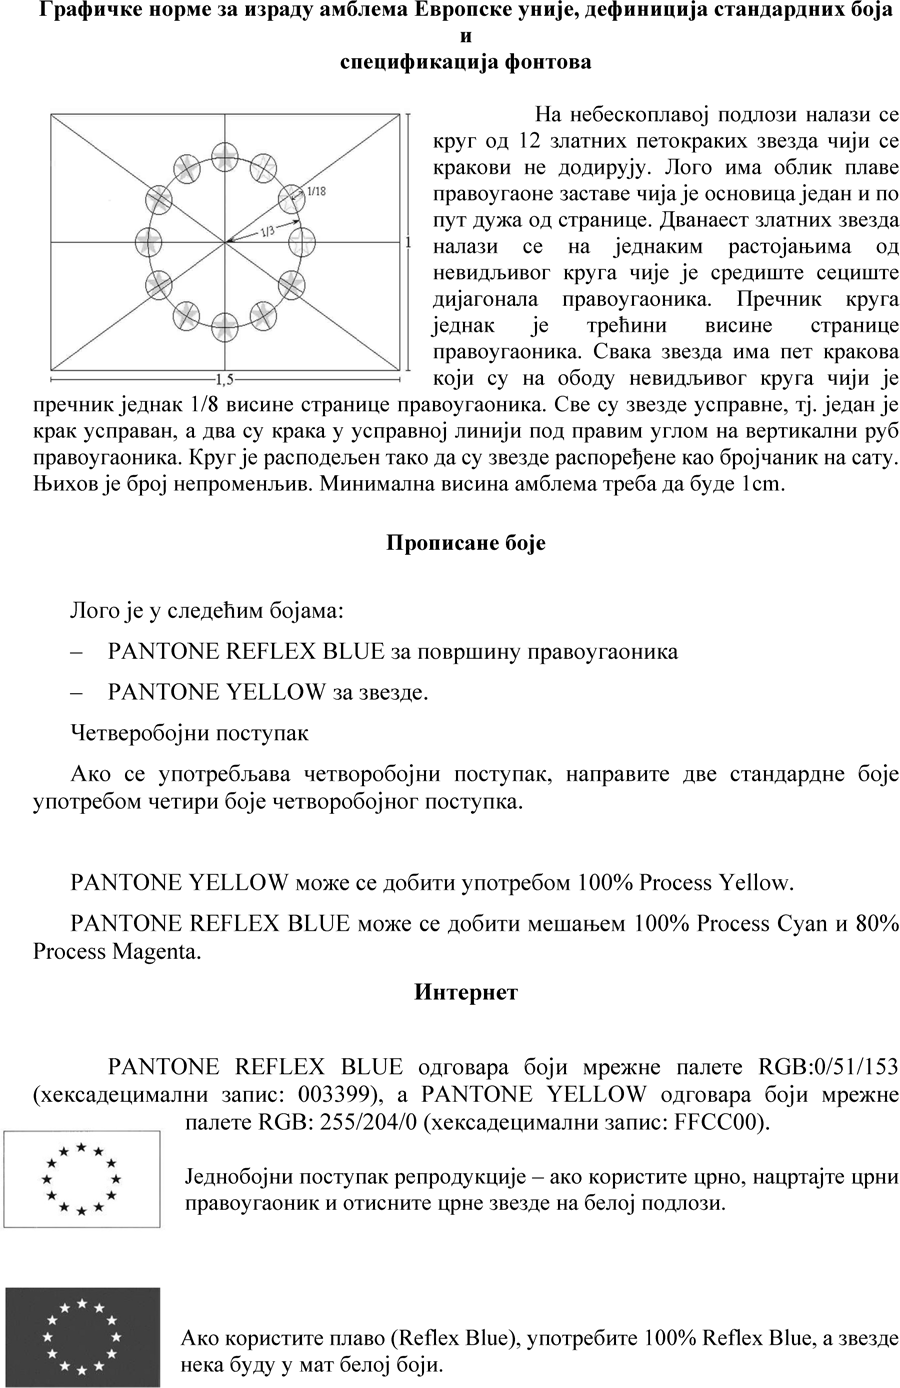 Графичке норме за израду амблема Европске уније, дефиниција стандардних боја
и
спецификација фонтова
1/18
1/3
1
1,5
На небескоплавој подлози налази се
круг од 12 златних петокраких звезда чији се
кракови не додирују. Лого има облик плаве
правоугаоне заставе чија је основица један и по
пут дужа од странице. Дванаест златних звезда
налази се на једнаким растојањима од
невидљивог круга чије је средиште сециште
дијагонала правоугаоника. Пречник круга
једнак је трећини висине странице
правоугаоника. Свака звезда има пет кракова
који су на ободу невидљивог круга чији је
пречник једнак 1/8 висине странице правоугаоника. Све су звезде усправне, тј. један је
крак усправан, а два су крака у усправној линији под правим углом на вертикални руб
правоугаоника. Круг је расподељен тако да су звезде распоређене као бројчаник на сату.
Њихов је број непроменљив. Минимална висина амблема треба да буде 1cm.
Прописане боје
Лого је у следећим бојама:
– PANTONE REFLEX BLUE за површину правоугаоника
– PANTONE YELLOW за звезде.
Четверобојни поступак
Ако се употребљава четворобојни поступак, направите две стандардне боје
употребом четири боје четворобојног поступка.
PANTONE YELLOW може се добити употребом 100% Process Yellow.
PANTONE REFLEX BLUE може се добити мешањем 100% Process Cyan и 80%
Process Magenta.
Интернет
PANTONE REFLEX BLUE одговара боји мрежне палете RGB:0/51/153
(хексадецимални запис: 003399), а PANTONE YELLOW одговара боји мрежне
палете RGB: 255/204/0 (хексадецимални запис: FFCC00).
Једнобојни поступак репродукције – ако користите црно, нацртајте црни
правоугаоник и отисните црне звезде на белој подлози.
Ако користите плаво (Reflex Blue), употребите 100% Reflex Blue, а звезде
нека буду у мат белој боји.